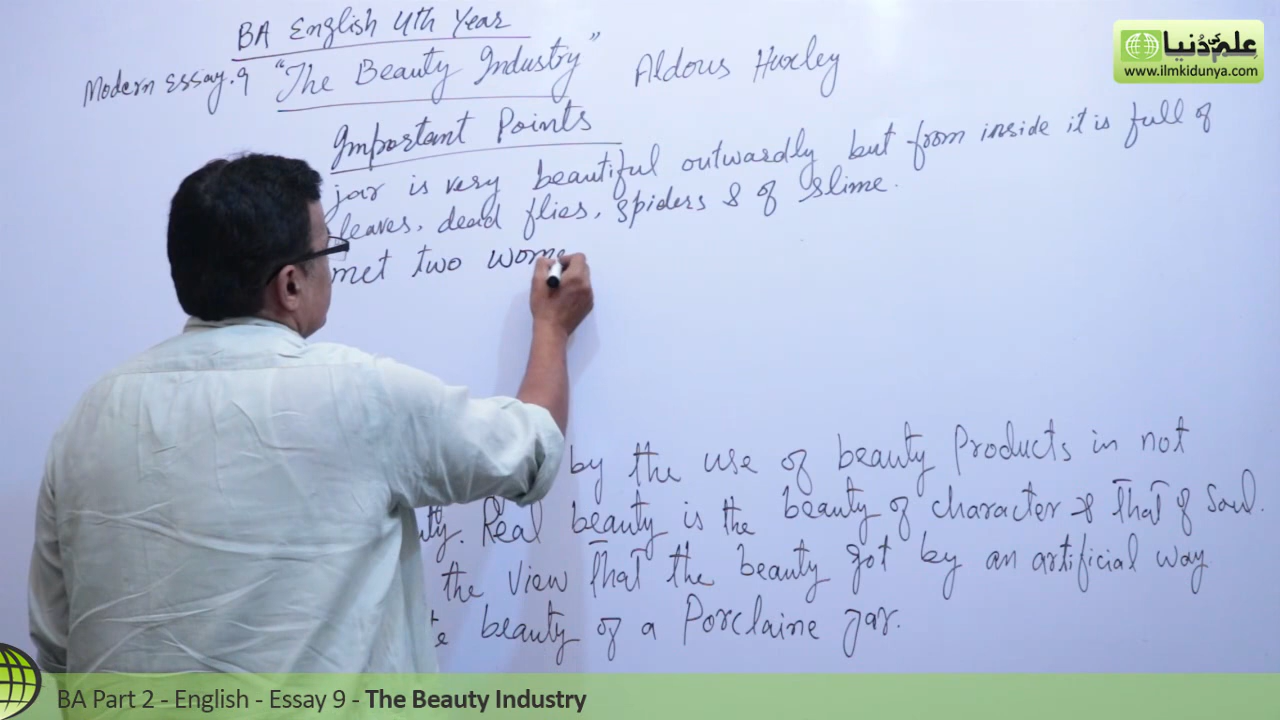 BA English 4th Year
Modern Essay.9 "The Beauty Industry" Aldous Huxley
Important Points
jar is very beautiful outwardly but from inside it is full of
leaves, dead flies, spiders & of slime.
met two wome
by the use of beauty Products in not
ty. Real beauty is the beauty of character & that of Soul.
the view that the beauty got by an artificial way
e beauty of a Porclaine jar.
علم کی دُنیا
www.ilmkidunya.com
BA Part 2 - English - Essay 9 - The Beauty Industry